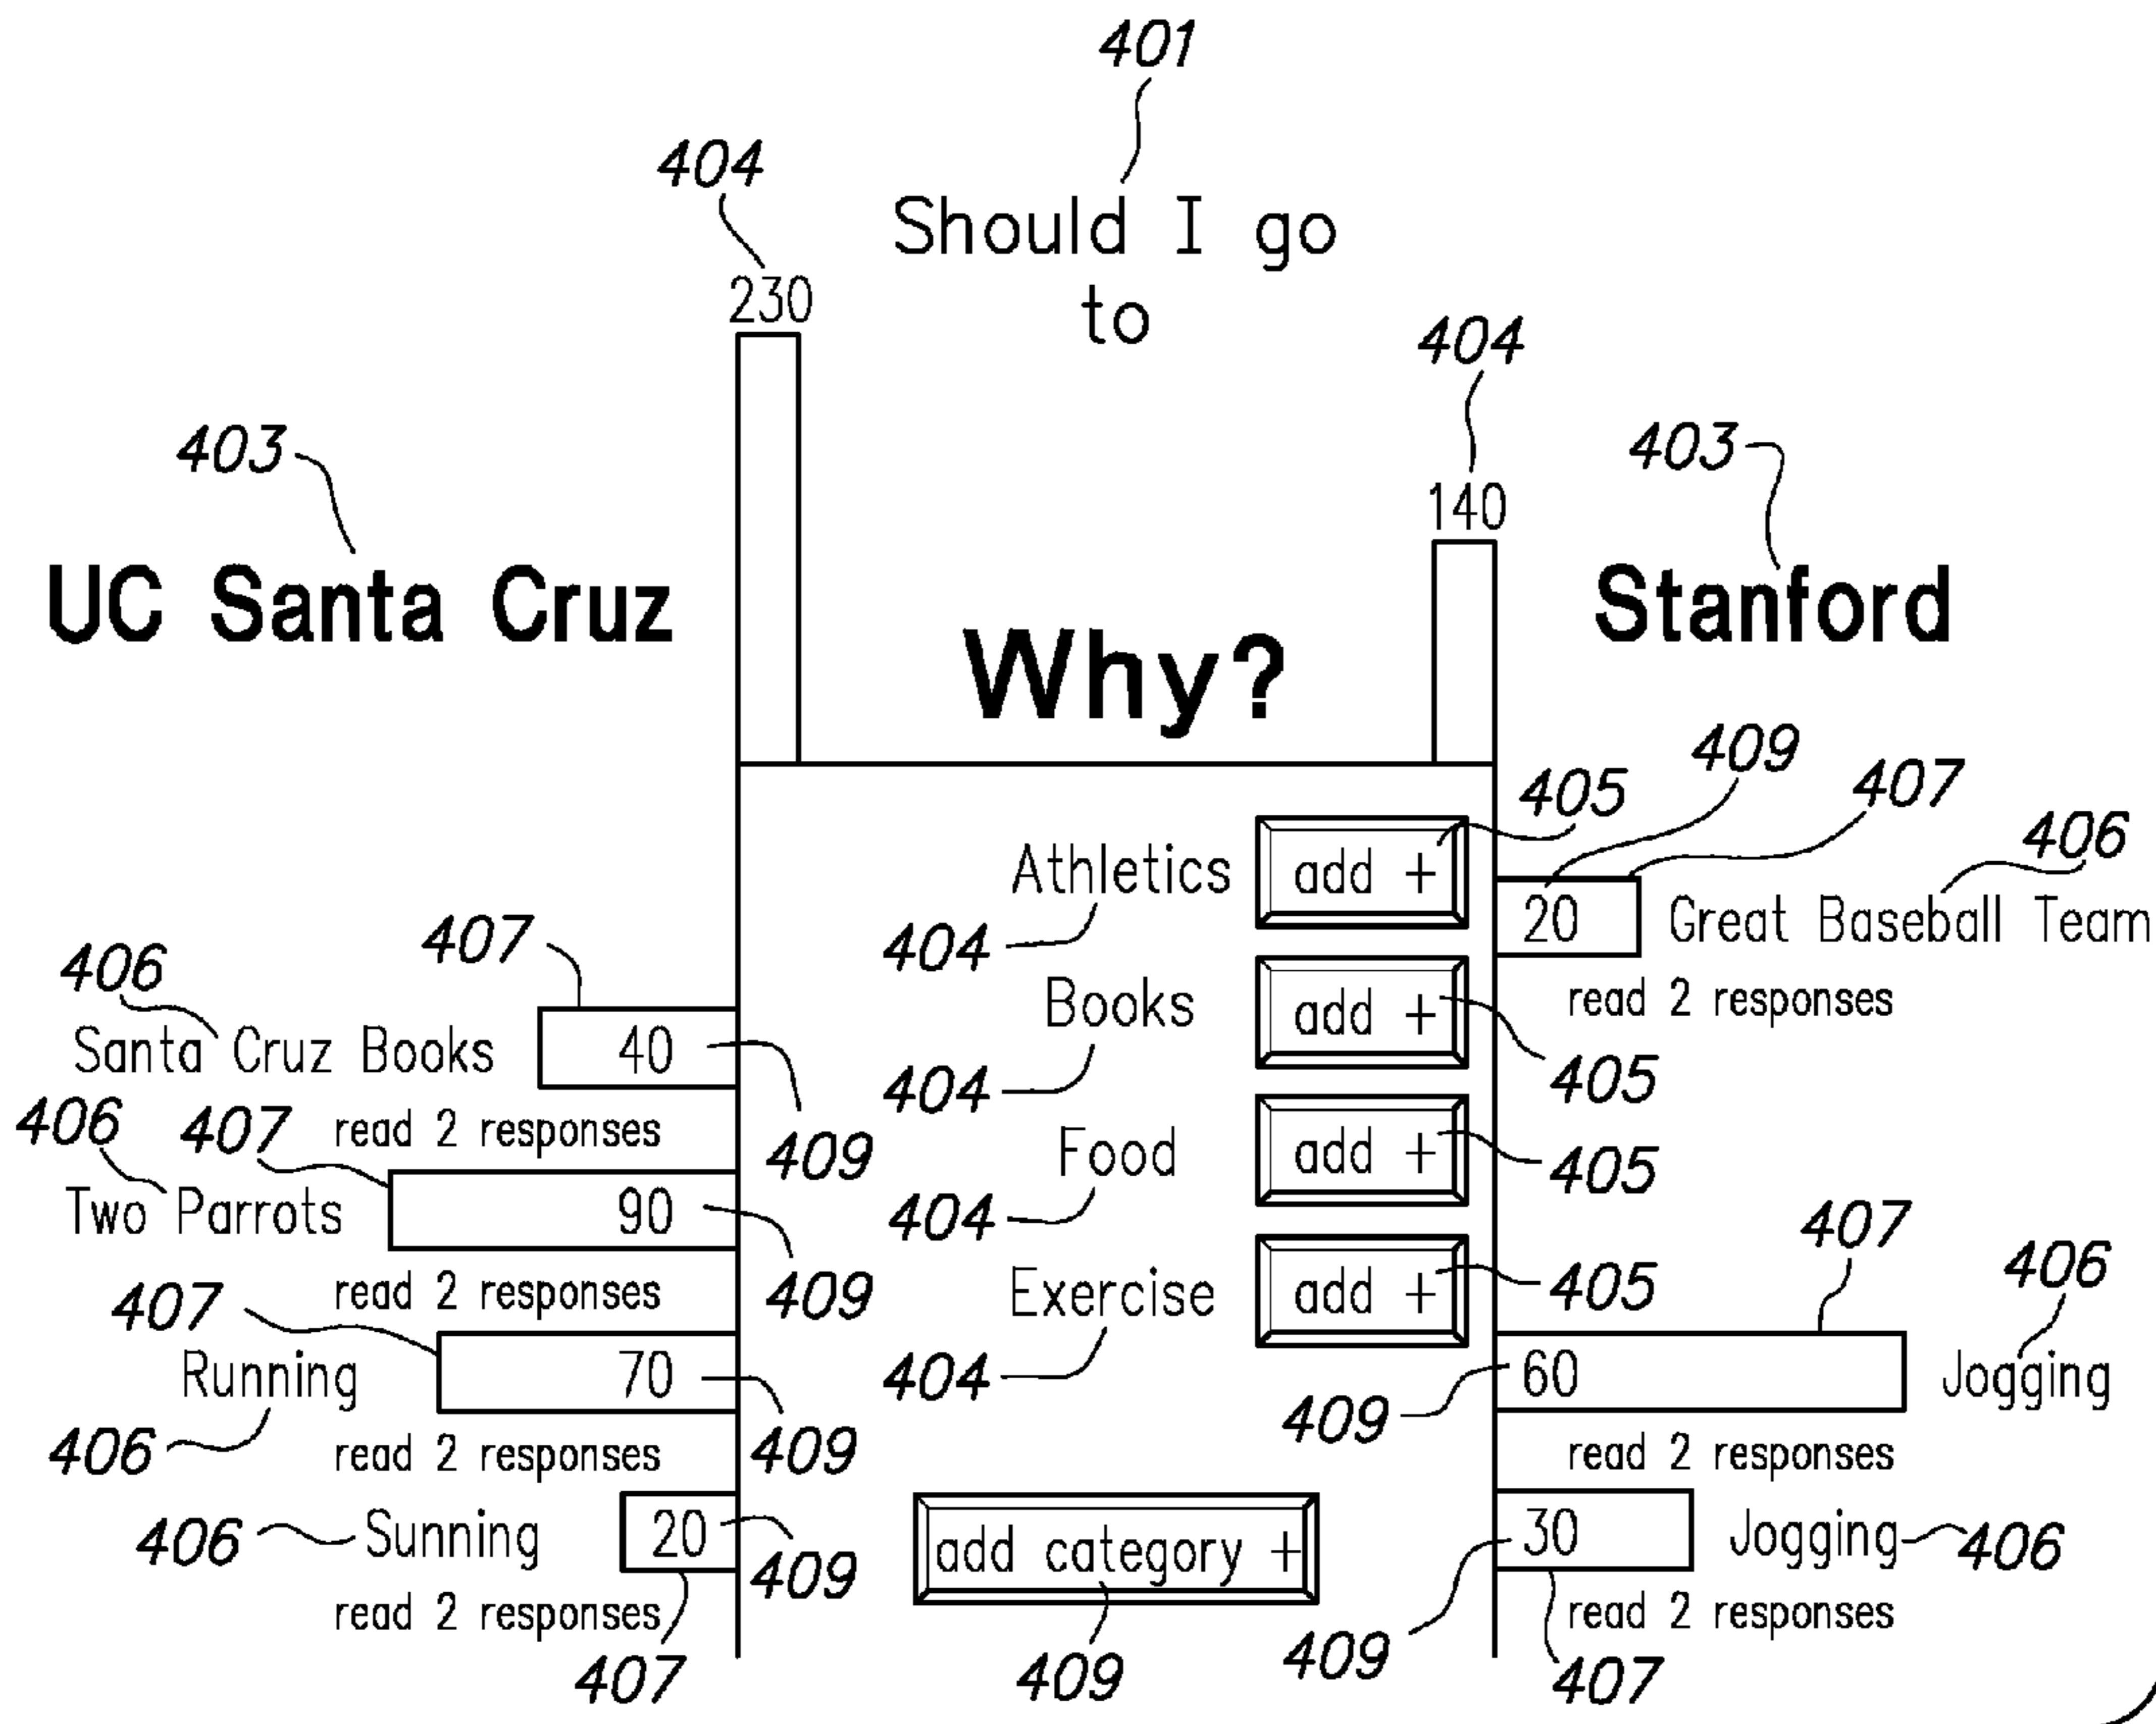 401
404
Should I go
230
to
404
403
403
140
UC Santa Cruz
Stanford
Why?
409
405
407
406
Athletics
add +
20
Great Baseball Team
407
404
406
Books
add +
read 2 responses
Santa Cruz Books
40
404
405
406
407
read 2 responses
409
Food
add +
405
Two Parrots
90
404
407
406
read 2 responses
409
Exercise
add +
405
407
Running
70
404
60
Jogging
409
406
read 2 responses
409
read 2 responses
406
Sunning
20
409
add category +
30
Jogging
406
read 2 responses
read 2 responses
407
409
409
407